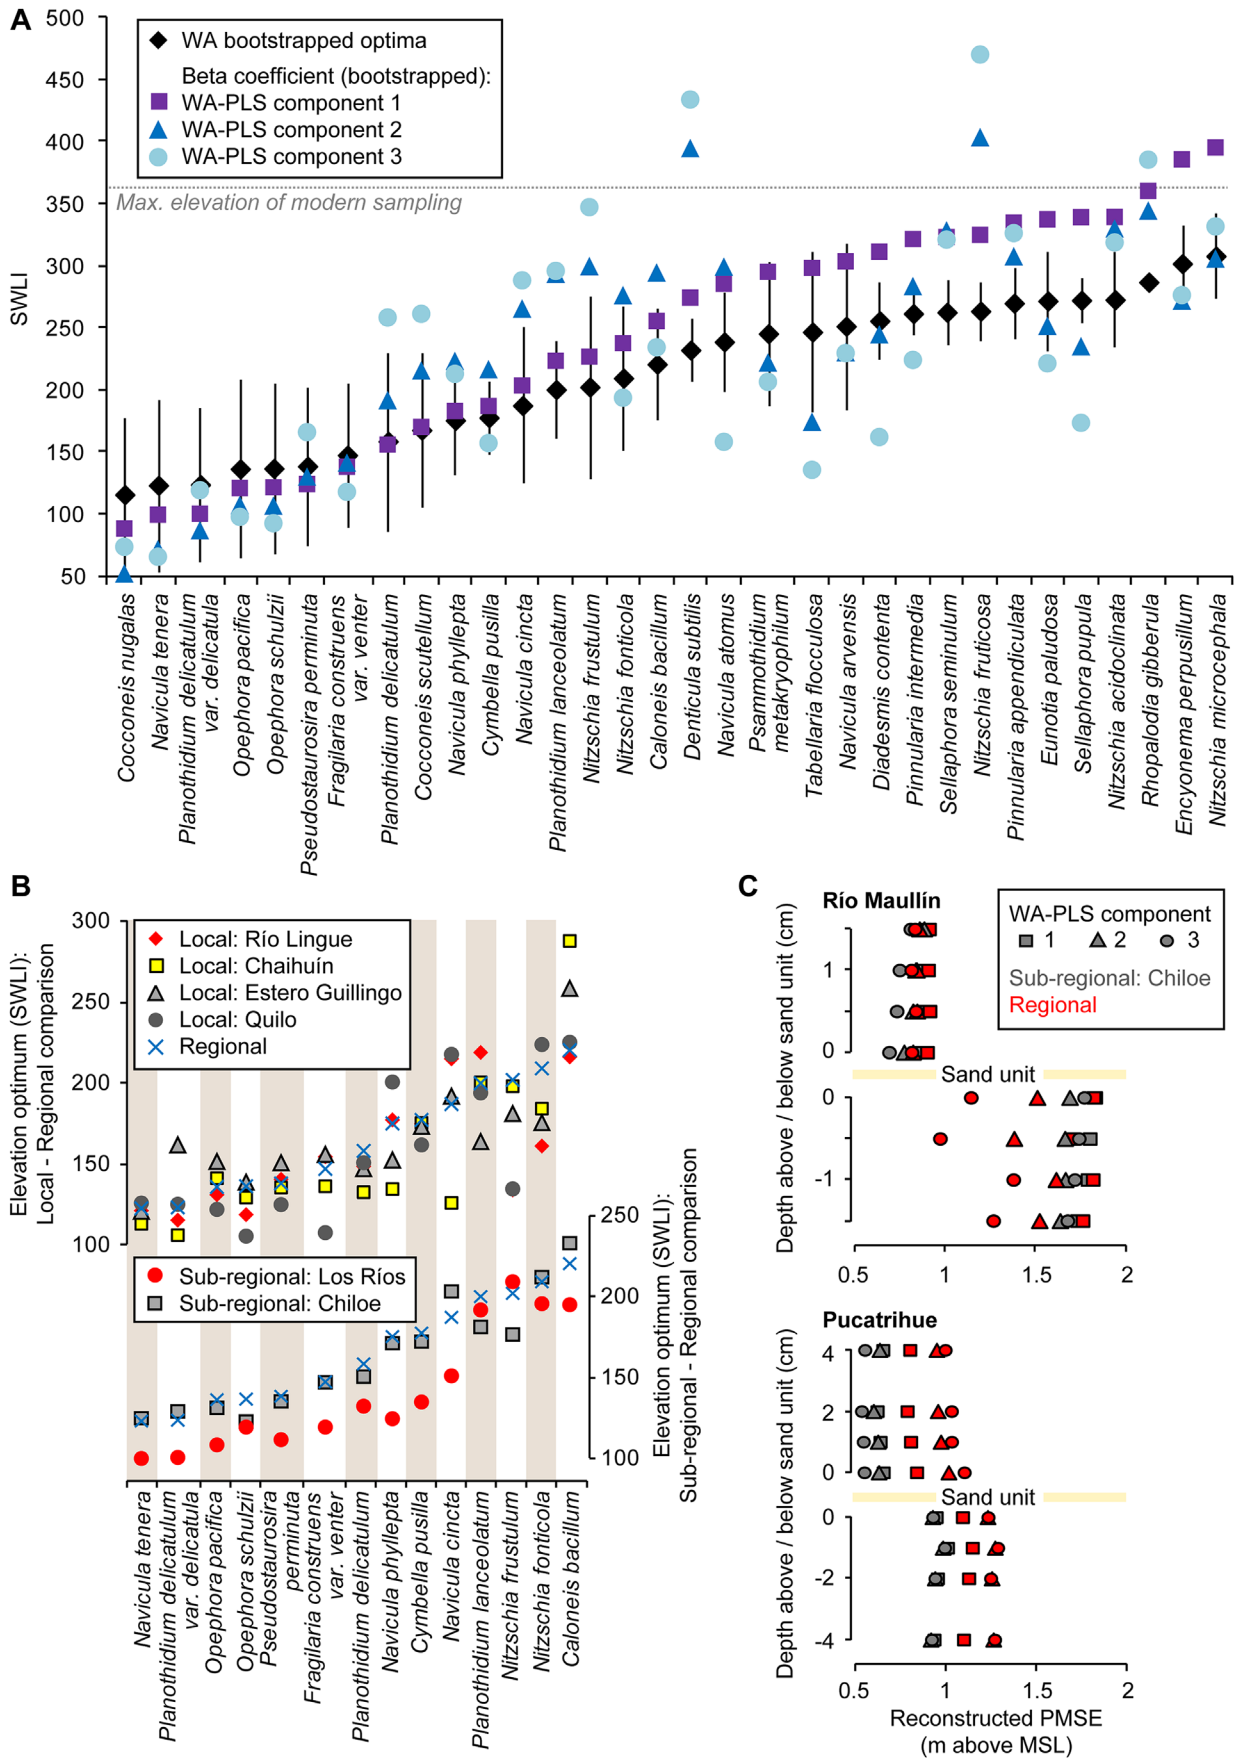 A
500
450
400
350
300
250
200
150
100
50
SWLI
WA bootstrapped optima
Beta coefficient (bootstrapped):
WA-PLS component 1
WA-PLS component 2
WA-PLS component 3
Max. elevation of modern sampling
Cocconeis nugalas
Navicula tenera
Planothidium delicatulum
var. delicatula
Opephora pacifica
Opephora schulzii
Pseudostaurosira perminuta
Fragilaria construens
var. venter
Planothidium delicatulum
Cocconeis scutellum
Navicula phyllepta
Cymbella pusilla
Navicula cincta
Planothidium lanceolatum
Nitzschia frustulum
Nitzschia fonticola
Caloneis bacillum
Denticula subtilis
Navicula atomus
Psammothidium
metakryophilum
Tabellaria flocculosa
Navicula arvensis
Diadesmis contenta
Pinnularia intermedia
Sellaphora seminulum
Nitzschia fruticosa
Pinnularia appendiculata
Eunotia paludosa
Sellaphora pupula
Nitzschia acidoclinata
Rhopalodia gibberula
Encyonema perpusillum
Nitzschia microcephala
B
Elevation optimum (SWLI):
Local - Regional comparison
300
250
200
150
100
Local: Río Lingue
Local: Chaihuín
Local: Estero Guillingo
Local: Quilo
Regional
Sub-regional: Los Ríos
Sub-regional: Chiloe
250
200
150
100
Elevation optimum (SWLI):
Sub-regional - Regional comparison
Navicula tenera
Planothidium delicatulum
var. delicatula
Opephora pacifica
Opephora schulzii
Pseudostaurosira
perminuta
Fragilaria construens
var. venter
Planothidium delicatulum
Navicula phyllepta
Cymbella pusilla
Navicula cincta
Planothidium lanceolatum
Nitzschia frustulum
Nitzschia fonticola
Caloneis bacillum
C
Río Maullín
WA-PLS component
1 2 3
Sub-regional: Chiloe
Regional
Depth above / below sand unit (cm)
1
0
Sand unit
0
-1
0.5 1 1.5 2
Pucatrihue
Depth above / below sand unit (cm)
4
2
0
Sand unit
0
-2
-4
0.5 1 1.5 2
Reconstructed PMSE
(m above MSL)